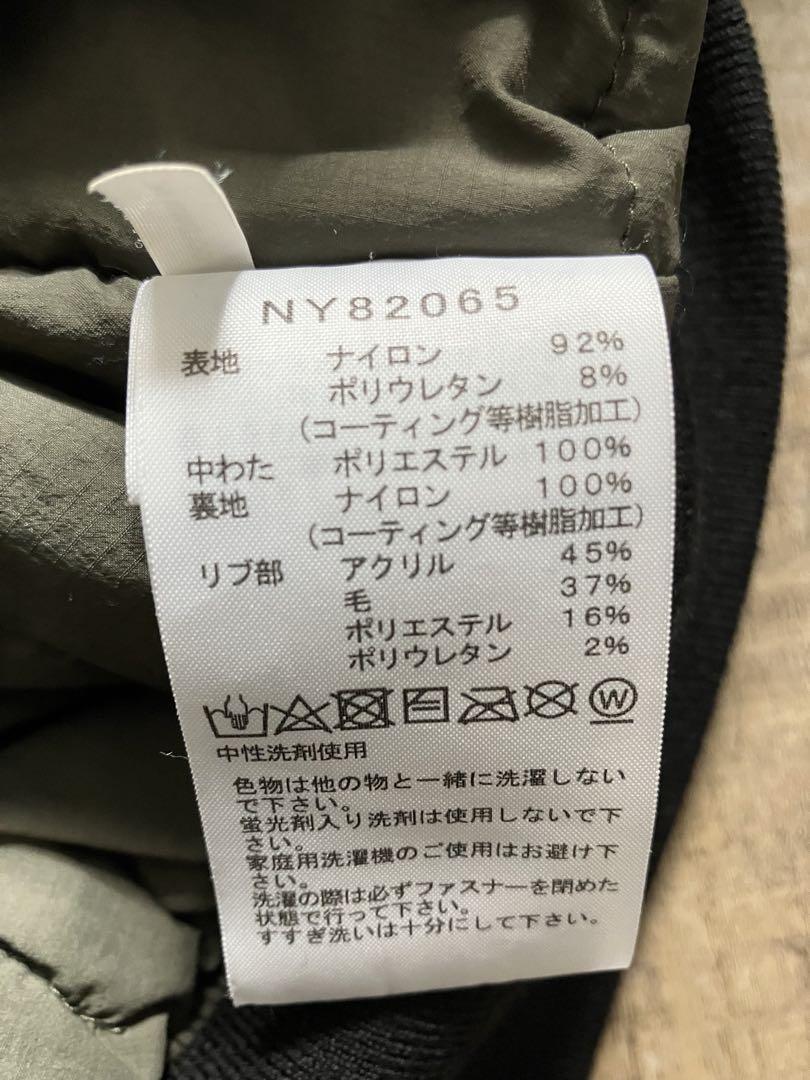 NY82065
表地 ナイロン 92%
ポリウレタン 8%
(コーティング等樹脂加工)
中わた ポリエステル 100%
裏地 ナイロン 100%
(コーティング等樹脂加工)
リブ部 アクリル 45%
毛 37%
ポリエステル 16%
ポリウレタン 2%
W
中性洗剤使用
色物は他の物と一緒に洗濯しない
で下さい。
蛍光剤入り洗剤は使用しないで下
さい。
家庭用洗濯機のご使用はお避け下
さい。
洗濯の際は必ずファスナーを閉めた
状態で行って下さい。
すすぎ洗いは十分にして下さい。